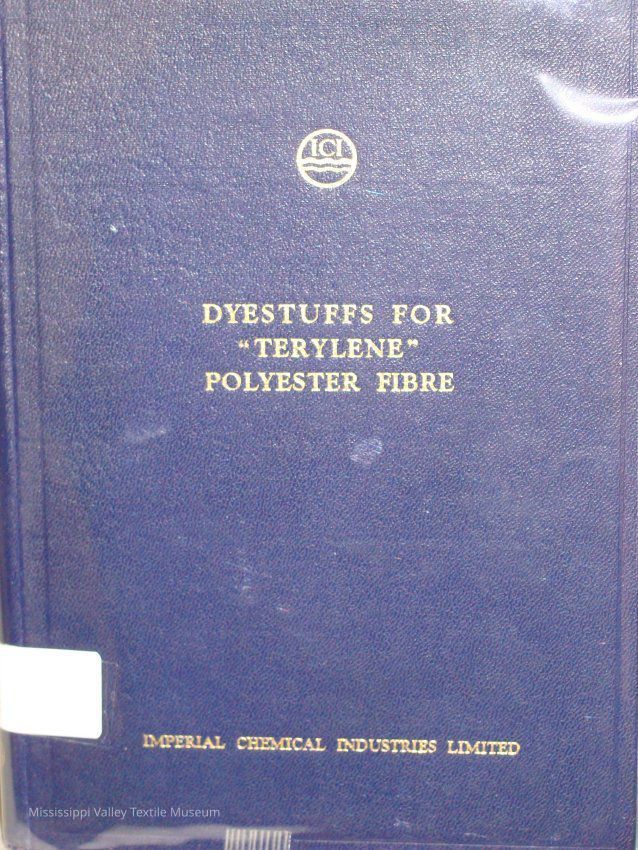 ICI
DYESTUFFS FOR
“TERYLENE”
POLYESTER FIBRE
IMPERIAL CHEMICAL INDUSTRIES LIMITED
Mississippi Valley Textile Museum